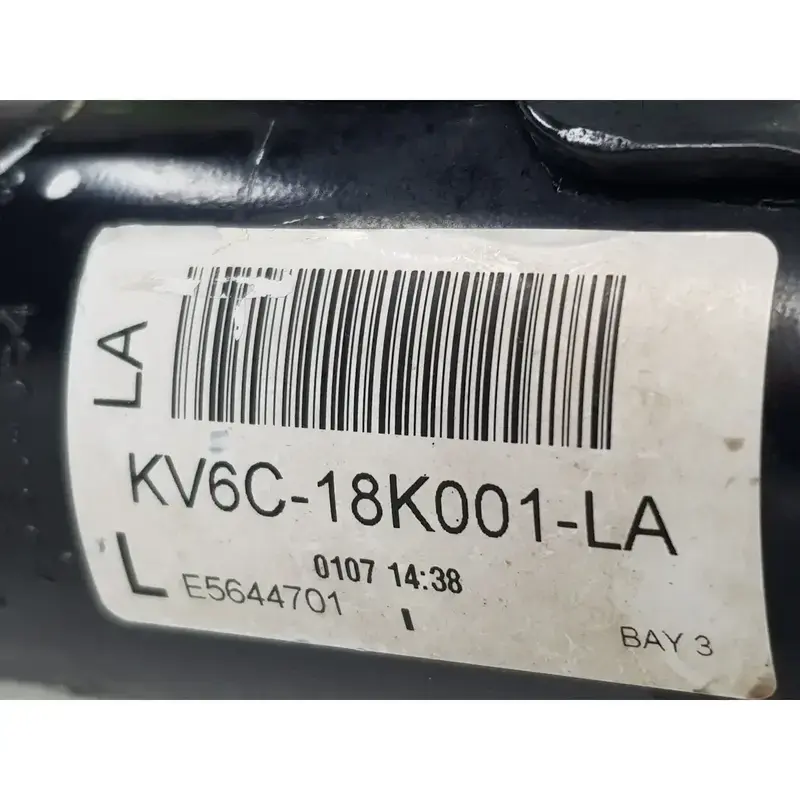 LA
KV6C-18K001-LA
0107 14:38
L E5644701
BAY 3